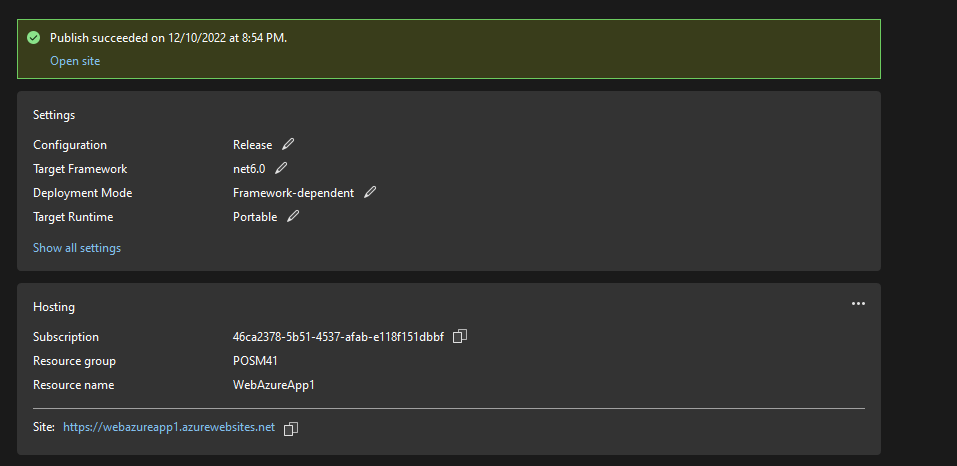 Publish succeeded on 12/10/2022 at 8:54 PM.
Open site
Settings
Configuration Release
Target Framework net6.0
Deployment Mode Framework-dependent
Target Runtime Portable
Show all settings
Hosting
Subscription 46ca2378-5b51-4537-afab-e118f151dbbf
Resource group POSM41
Resource name WebAzureApp1
Site: https://webazureapp1.azurewebsites.net